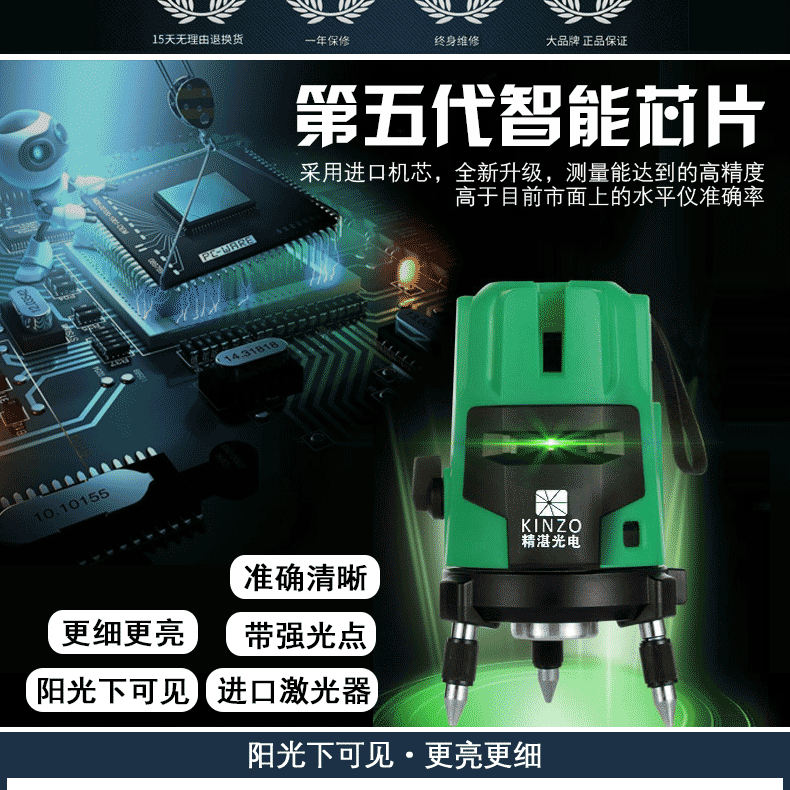 15天无理由退换货
一年保修
终身维修
大品牌 正品保证
第五代智能芯片
采用进口机芯，全新升级，测量能达到的高精度
高于目前市面上的水平仪准确率
PC-WARE
14.31818
10.10155
KINZO
精湛光电
准确清晰
更细更亮
带强光点
阳光下可见
进口激光器
阳光下可见·更亮更细